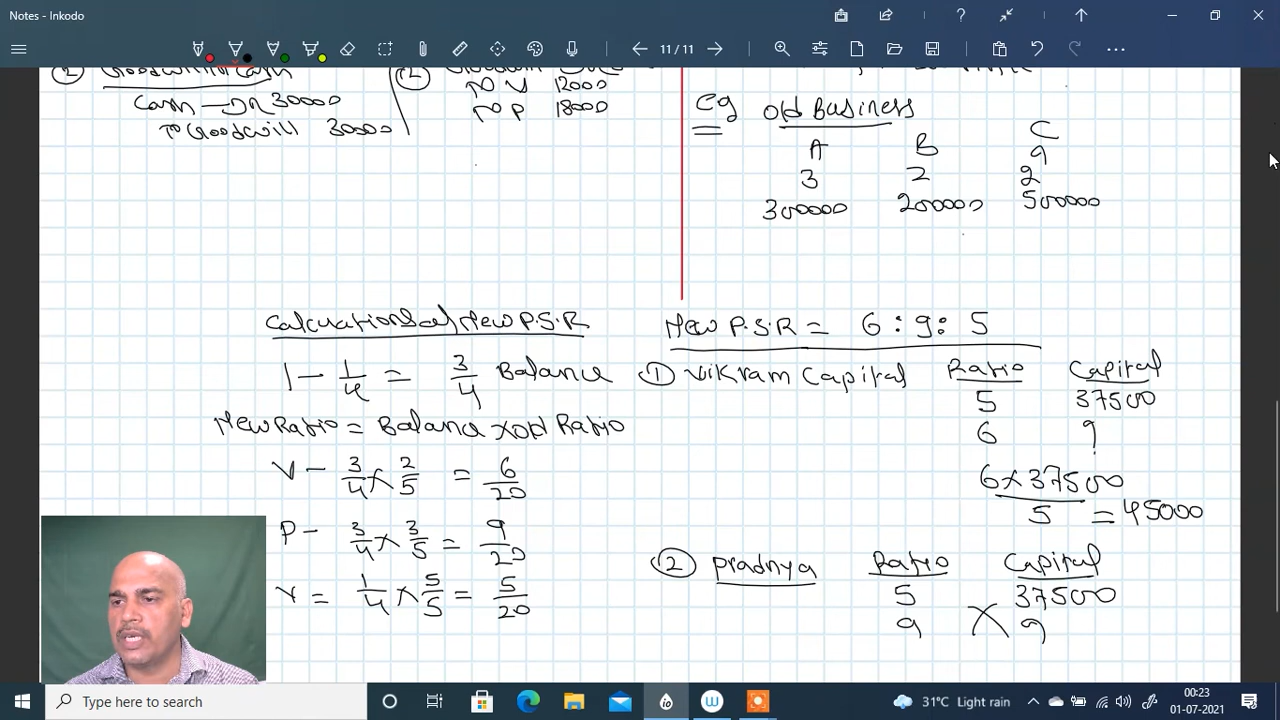 Notes - Inkodo
11/11
② Goodwill Cash
Cash — DR 30000
To Goodwill 30000
To V 12000
To P 18000
eg Old Business
A B C
3 2 ?
300000 200000 500000
Calculations of New P.S.R
1 - 1/4 = 3/4 Balance
New Ratio = Balance x Old Ratio
V - 3/4 x 2/5 = 6/20
P - 3/4 x 3/5 = 9/20
V = 1/4 x 5/5 = 5/20
New P.S.R = 6 : 9 : 5
① Vikram Capital Ratio Capital
5 37500
6 ?
6 x 37500
5 = 45000
② Pradnya Ratio Capital
5 37500
9 ?
Type here to search
31°C Light rain
00:23
01-07-2021